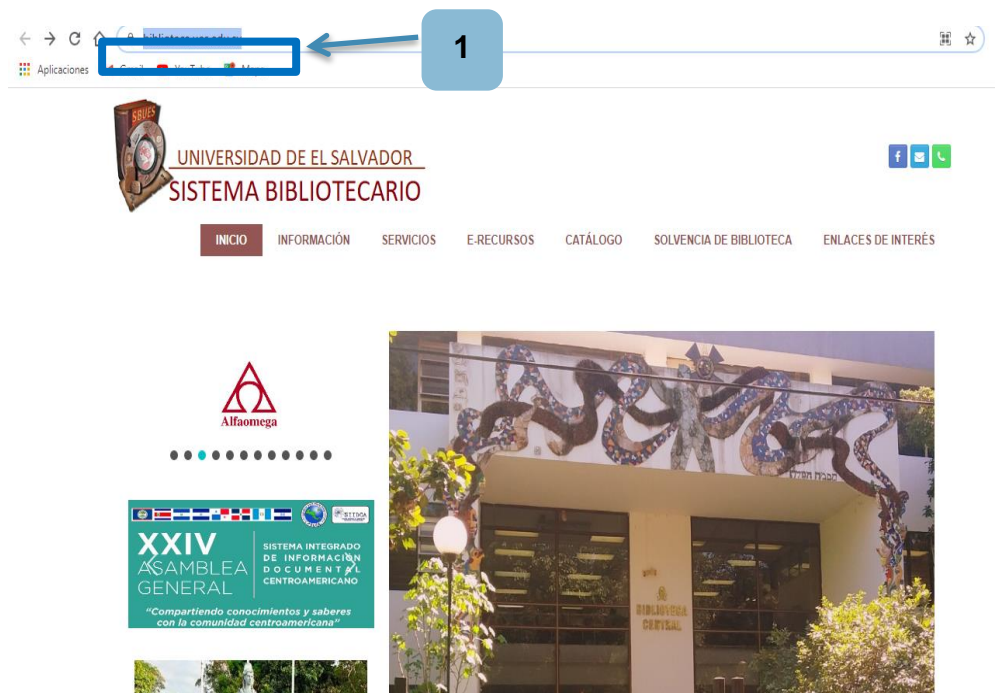 1
Aplicaciones
SBUES
UNIVERSIDAD DE EL SALVADOR
SISTEMA BIBLIOTECARIO
INICIO INFORMACIÓN SERVICIOS E-RECURSOS CATÁLOGO SOLVENCIA DE BIBLIOTECA ENLACES DE INTERÉS
Alfaomega
XXIV
ASAMBLEA
GENERAL
SISTEMA INTEGRADO
DE INFORMACIÓN
DOCUMENTAL
CENTROAMERICANO
"Compartiendo conocimientos y saberes
con la comunidad centroamericana"
BIBLIOTECA
CENTRAL